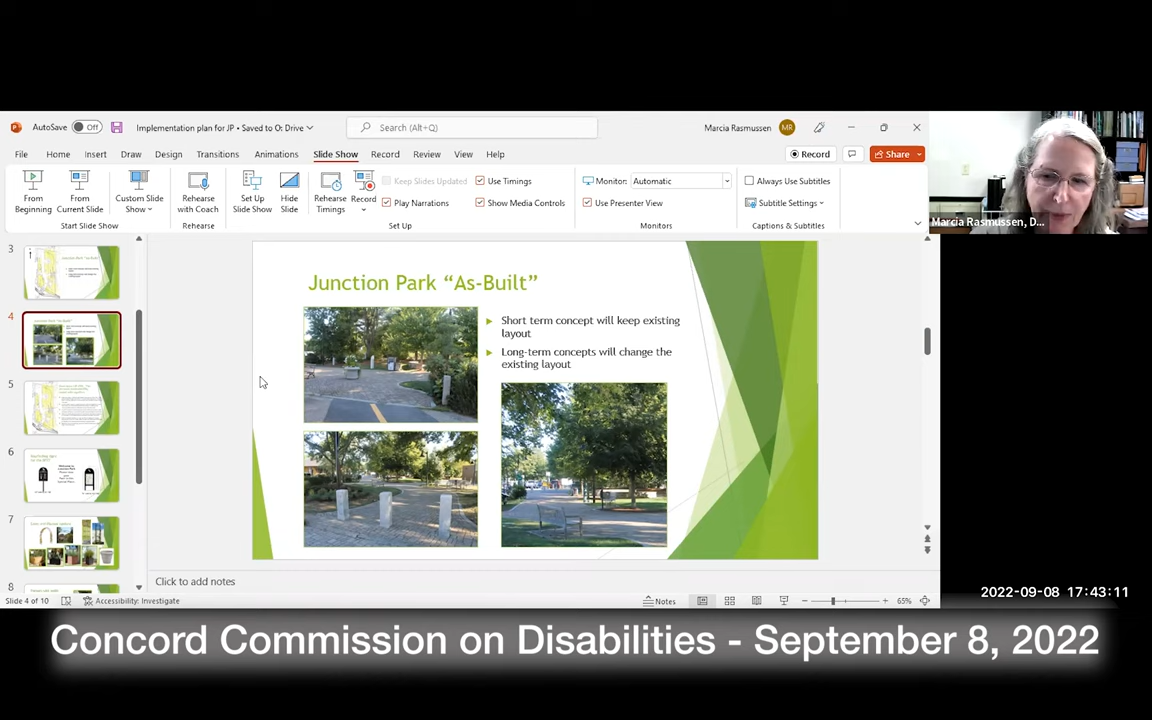 AutoSave Off Implementation plan for JP • Saved to O: Drive Search (Alt+Q) Marcia Rasmussen MR
File Home Insert Draw Design Transitions Animations Slide Show Record Review View Help Record Share
From Beginning
From Current Slide
Custom Slide Show
Rehearse with Coach
Set Up Slide Show
Hide Slide
Rehearse Timings
Record
Keep Slides Updated Use Timings
Play Narrations Show Media Controls
Monitor: Automatic
Use Presenter View
Always Use Subtitles
Subtitle Settings
Start Slide Show Rehearse Set Up Monitors Captions & Subtitles
Marcia Rasmussen, D...
3
4
5
6
7
8
Junction Park “As-Built”
Short term concept will keep existing
layout
Long-term concepts will change the
existing layout
Click to add notes
Slide 4 of 10 Accessibility: Investigate Notes 65%
2022-09-08 17:43:11
Concord Commission on Disabilities - September 8, 2022